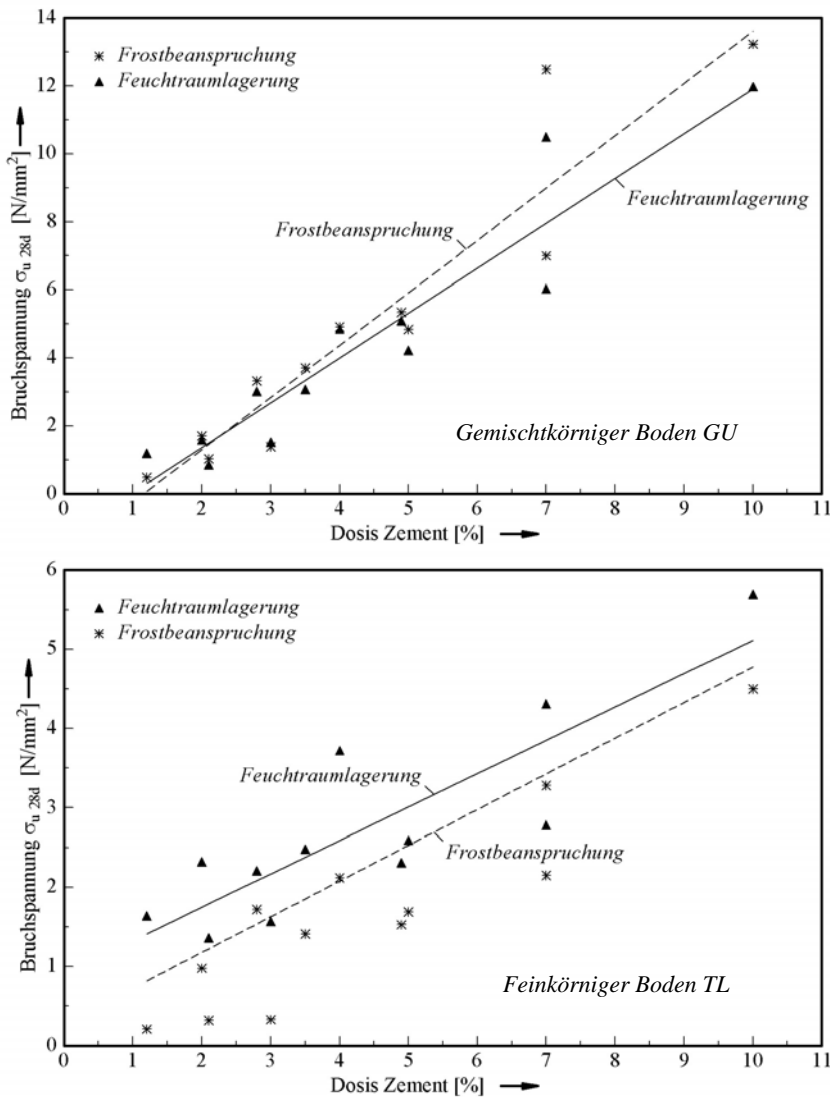 14
12
10
8
6
4
2
0
Bruchspannung σu 28d [N/mm2]
Frostbeanspruchung
Feuchtraumlagerung
Frostbeanspruchung
Feuchtraumlagerung
Gemischtkörniger Boden GU
0 1 2 3 4 5 6 7 8 9 10 11
Dosis Zement [%]
6
5
4
3
2
1
0
Bruchspannung σu 28d [N/mm2]
Feuchtraumlagerung
Frostbeanspruchung
Feuchtraumlagerung
Frostbeanspruchung
Feinkörniger Boden TL
0 1 2 3 4 5 6 7 8 9 10 11
Dosis Zement [%]